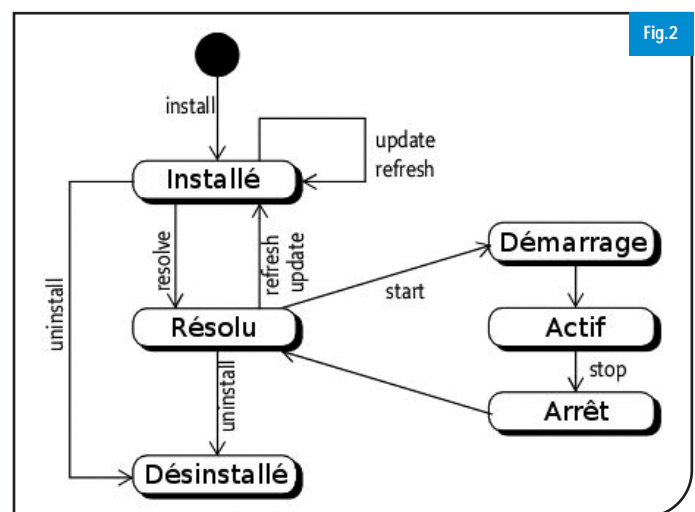 Fig.2
install
update
refresh
Installé
resolve
refresh
update
Démarrage
start
uninstall
Résolu
Actif
stop
uninstall
Arrêt
Désinstallé